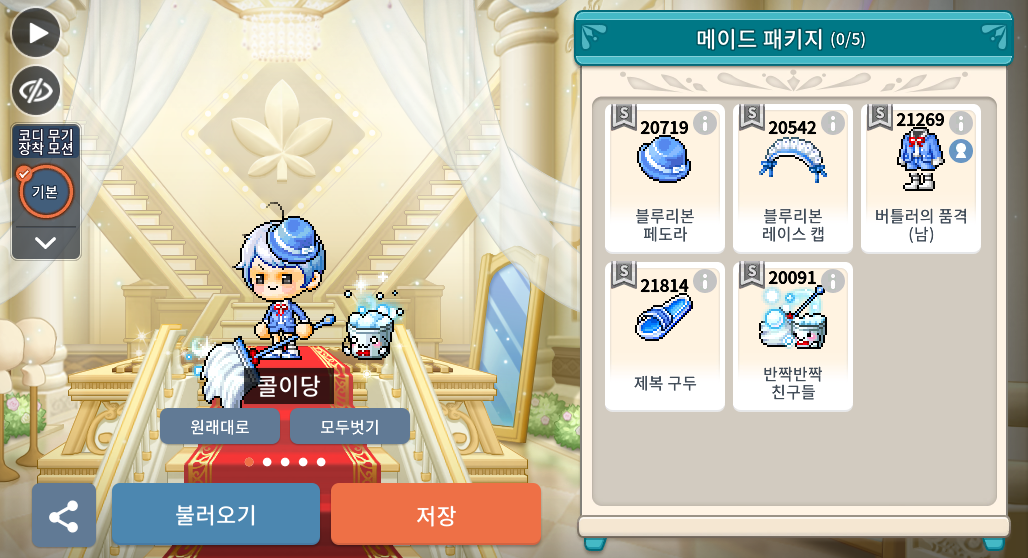 메이드 패키지 (0/5)
코디 무기
장착 모션
기본
콜이당
원래대로
모두벗기
불러오기
저장
S
20719
블루리본
페도라
S
20542
블루리본
레이스 캡
S
21269
버틀러의 품격
(남)
S
21814
제복 구두
S
20091
반짝반짝
친구들